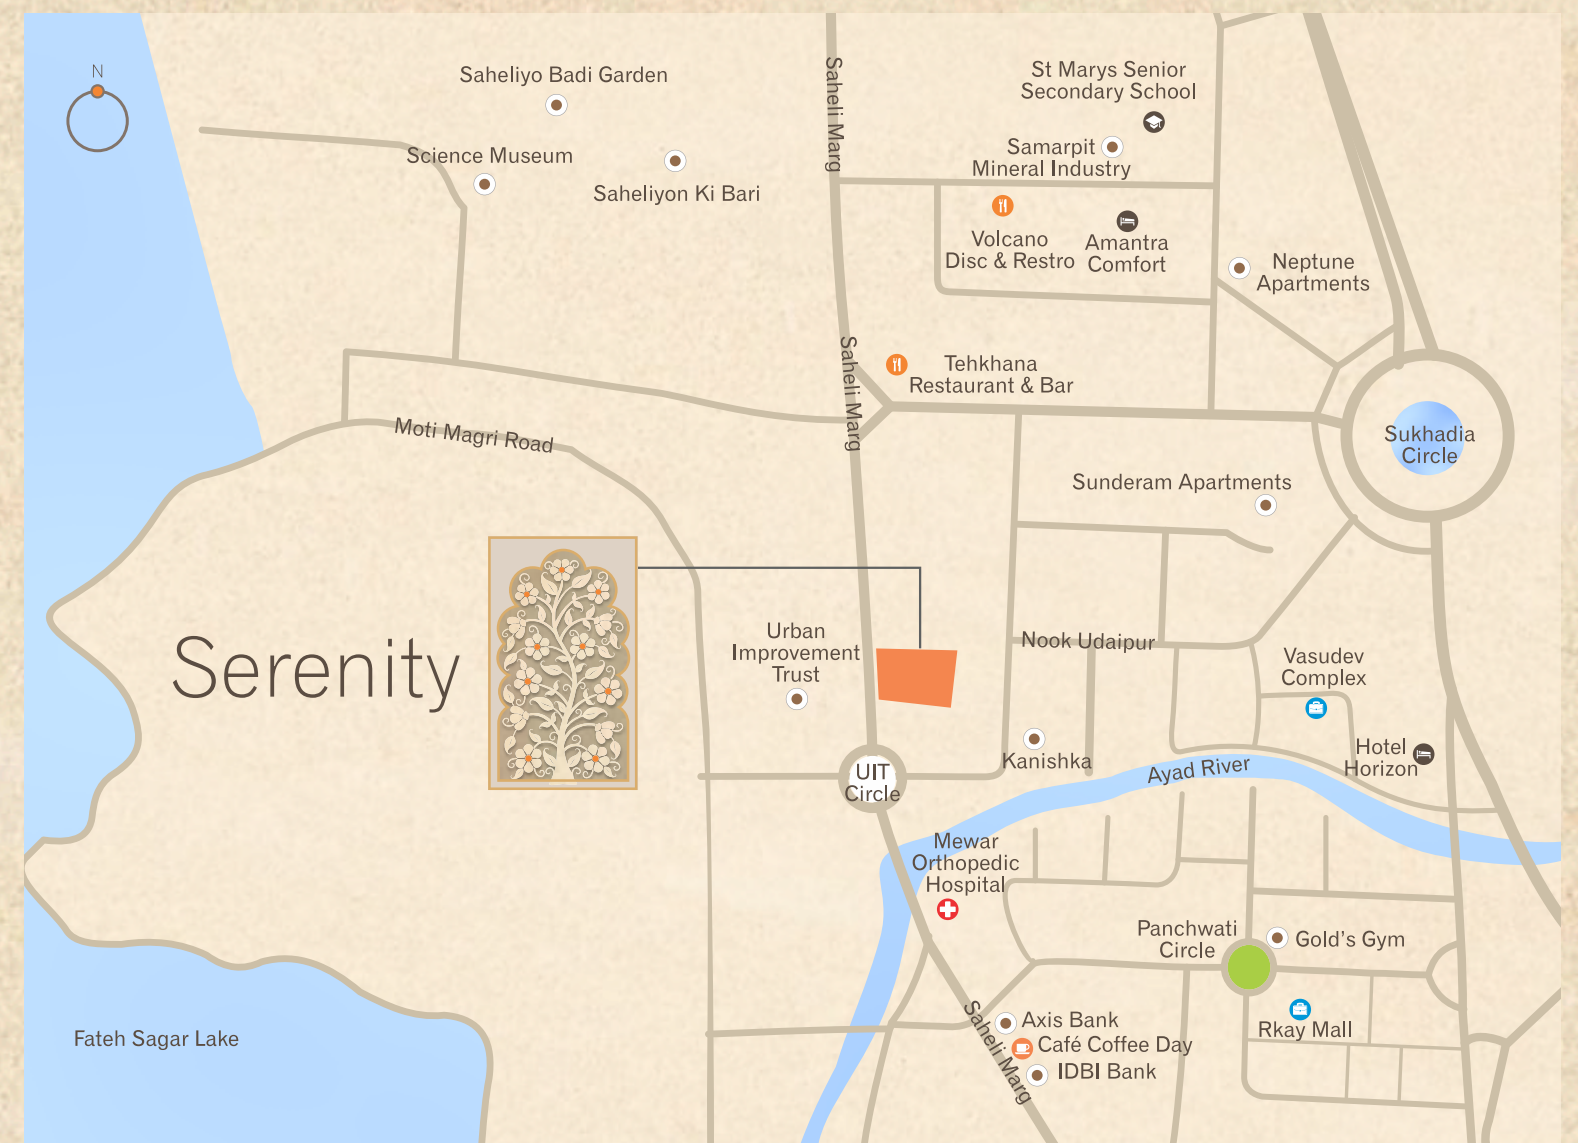 N
Saheliyo Badi Garden
Science Museum
Saheliyon Ki Bari
Saheli Marg
St Marys Senior
Secondary School
Samarpit
Mineral Industry
Volcano
Disc & Restro
Amantra
Comfort
Neptune
Apartments
Saheli Marg
Tehkhana
Restaurant & Bar
Moti Magri Road
Sukhadia
Circle
Sunderam Apartments
Serenity
Urban
Improvement
Trust
Nook Udaipur
Vasudev
Complex
Kanishka
Hotel
Horizon
UIT
Circle
Ayad River
Mewar
Orthopedic
Hospital
Panchwati
Circle
Gold's Gym
Fateh Sagar Lake
Saheli Marg
Axis Bank
Café Coffee Day
IDBI Bank
Rkay Mall